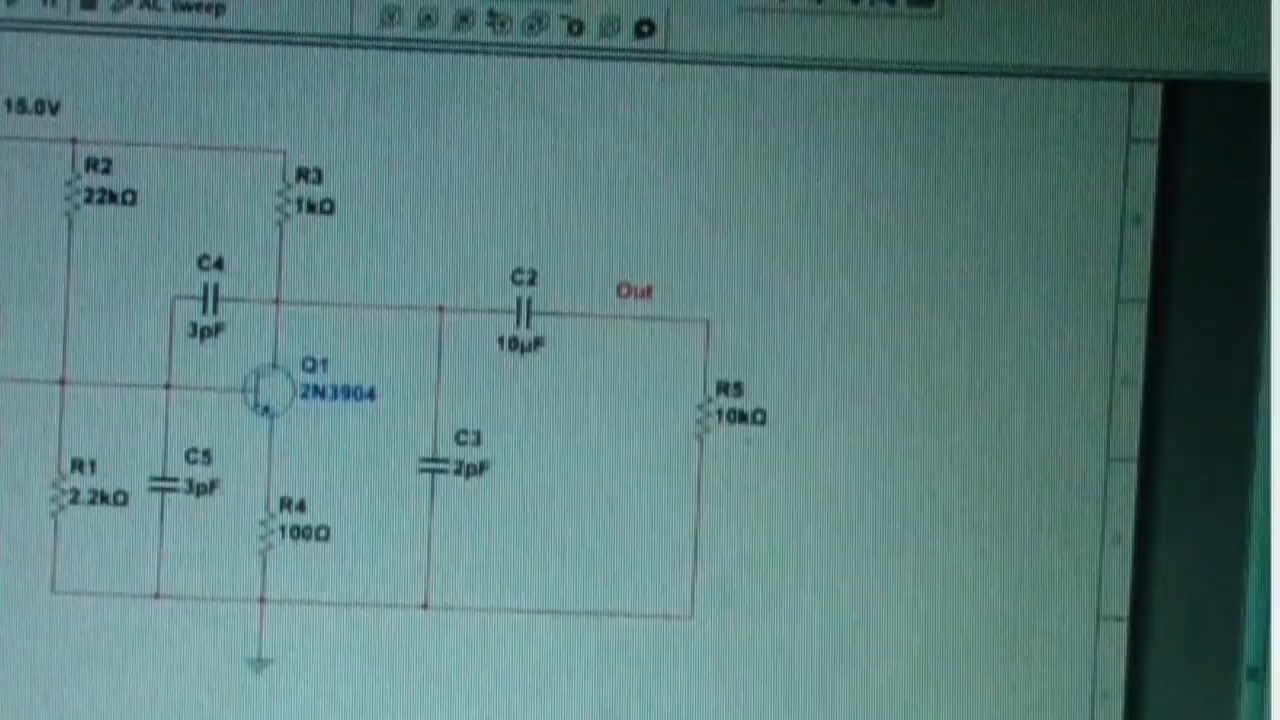 AC Sweep
15.0V
R2
22kΩ
R3
1kΩ
C4
3pF
C2
10µF
Out
Q1
2N3904
R5
10kΩ
C3
2pF
C5
3pF
R1
2.2kΩ
R4
100Ω